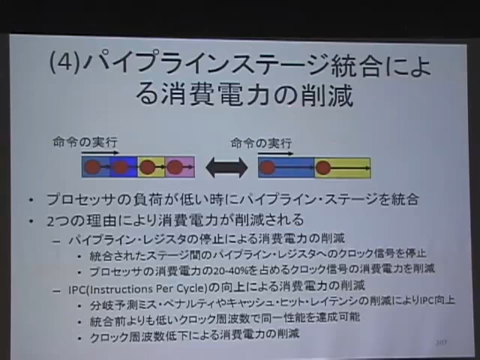 (4)パイプラインステージ統合によ
る消費電力の削減
命令の実行
命令の実行
• プロセッサの負荷が低い時にパイプライン・ステージを統合
• 2つの理由により消費電力が削減される
– パイプライン・レジスタの停止による消費電力の削減
• 統合されたステージ間のパイプライン・レジスタへのクロック信号を停止
• プロセッサの消費電力の20-40%を占めるクロック信号の消費電力を削減
– IPC(Instructions Per Cycle)の向上による消費電力の削減
• 分岐予測ミス・ペナルティやキャッシュ・ヒット・レイテンシの削減によりIPC向上
• 統合前よりも低いクロック周波数で同一性能を達成可能
• クロック周波数低下による消費電力の削減